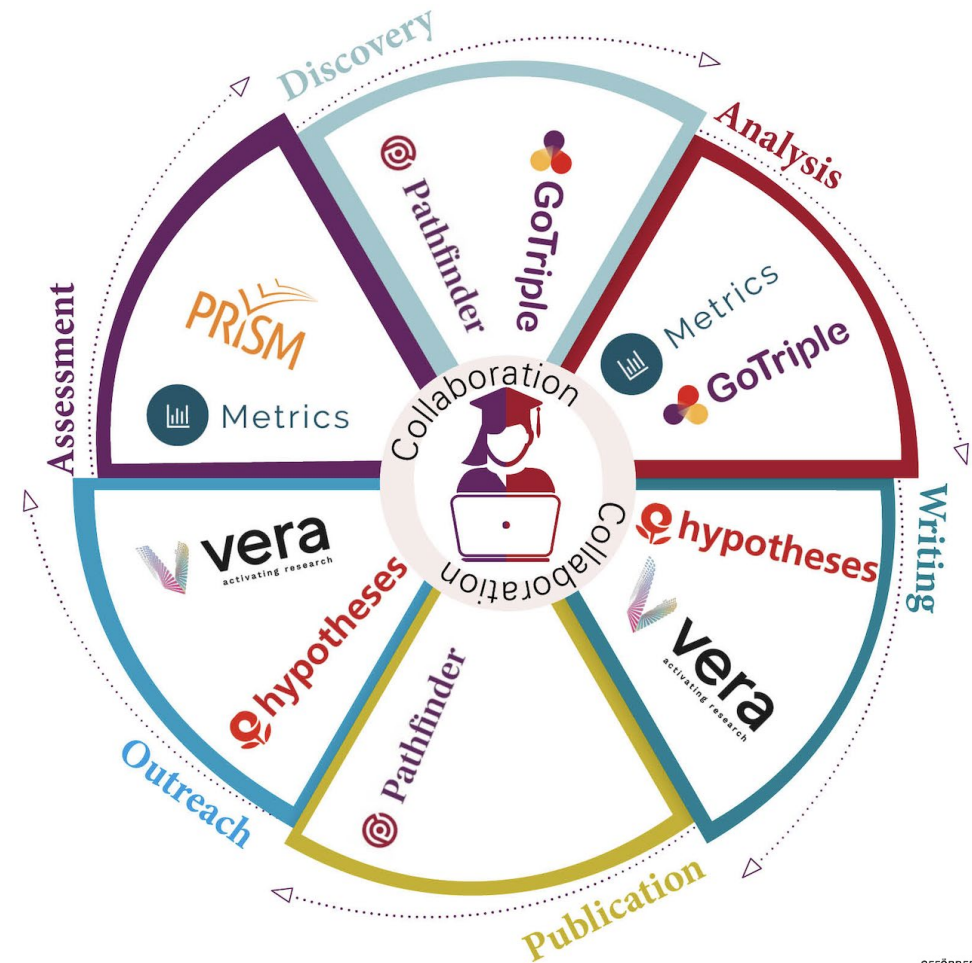 Discovery
Pathfinder
GoTriple
Analysis
Metrics
GoTriple
Writing
hypotheses
vera
activating research
Publication
Pathfinder
Outreach
hypotheses
vera
activating research
Assessment
PRISM
Metrics
Collaboration
Collaboration